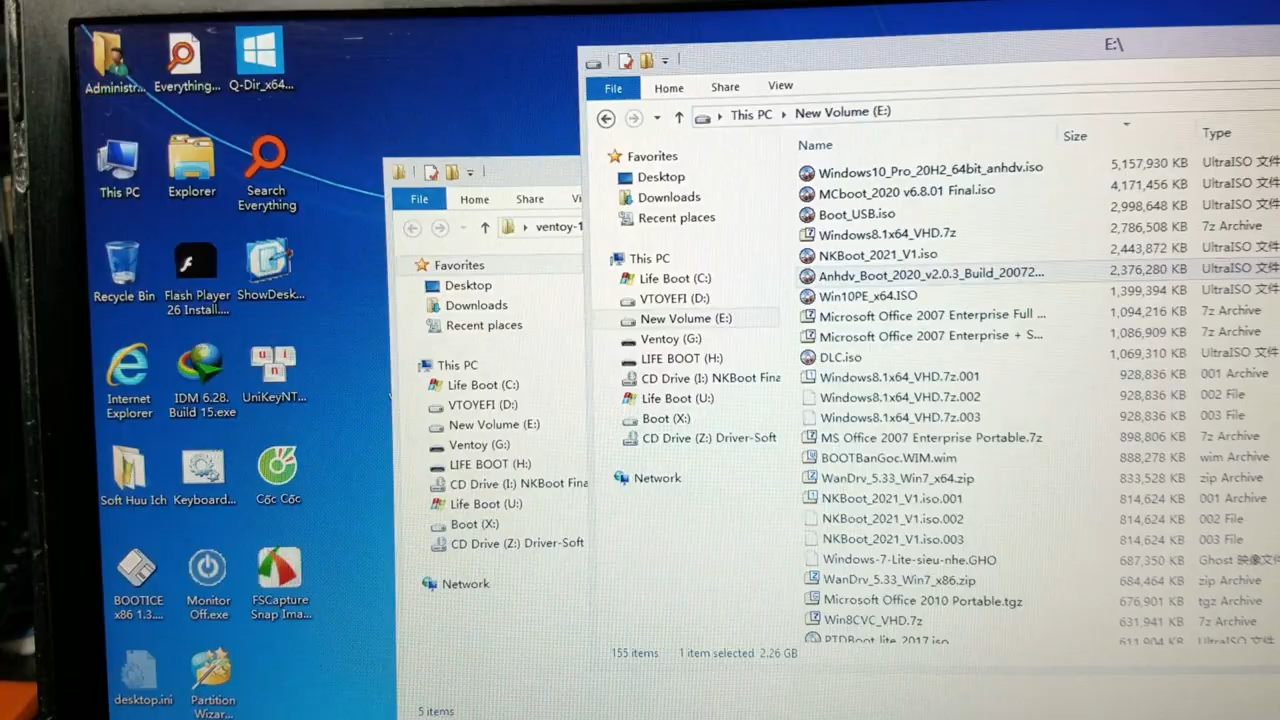 Administr...
Everything...
Q-Dir_x64...
This PC
Explorer
Search
Everything
Recycle Bin
Flash Player
26 Install....
ShowDesk...
Internet
Explorer
IDM 6.28.
Build 15.exe
UniKeyNT...
Soft Huu Ich
Keyboard...
Cốc Cốc
BOOTICE
x86 1.3....
Monitor
Off.exe
FSCapture
Snap Ima...
desktop.ini
Partition
Wizar...
File
Home
Share
ventoy-1
Favorites
Desktop
Downloads
Recent places
This PC
Life Boot (C:)
VTOYEFI (D:)
New Volume (E:)
Ventoy (G:)
LIFE BOOT (H:)
CD Drive (I:) NKBoot Fina
Life Boot (U:)
Boot (X:)
CD Drive (Z:) Driver-Soft
Network
5 items
E:\
File
Home
Share
View
This PC
New Volume (E:)
Favorites
Desktop
Downloads
Recent places
This PC
Life Boot (C:)
VTOYEFI (D:)
New Volume (E:)
Ventoy (G:)
LIFE BOOT (H:)
CD Drive (I:) NKBoot Fina
Life Boot (U:)
Boot (X:)
CD Drive (Z:) Driver-Soft
Network
Name Size Type
Windows10_Pro_20H2_64bit_anhdv.iso 5,157,930 KB UltraISO 文件
MCboot_2020 v6.8.01 Final.iso 4,171,456 KB UltraISO 文件
Boot_USB.iso 2,998,648 KB UltraISO 文件
Windows8.1x64_VHD.7z 2,786,508 KB 7z Archive
NKBoot_2021_V1.iso 2,443,872 KB UltraISO 文件
Anhdv_Boot_2020_v2.0.3_Build_20072... 2,376,280 KB UltraISO 文件
Win10PE_x64.ISO 1,399,394 KB UltraISO 文件
Microsoft Office 2007 Enterprise Full ... 1,094,216 KB 7z Archive
Microsoft Office 2007 Enterprise + S... 1,086,909 KB 7z Archive
DLC.iso 1,069,310 KB UltraISO 文件
Windows8.1x64_VHD.7z.001 928,836 KB 001 Archive
Windows8.1x64_VHD.7z.002 928,836 KB 002 File
Windows8.1x64_VHD.7z.003 928,836 KB 003 File
MS Office 2007 Enterprise Portable.7z 898,806 KB 7z Archive
BOOTBanGoc.WIM.wim 888,278 KB wim Archive
WanDrv_5.33_Win7_x64.zip 833,528 KB zip Archive
NKBoot_2021_V1.iso.001 814,624 KB 001 Archive
NKBoot_2021_V1.iso.002 814,624 KB 002 File
NKBoot_2021_V1.iso.003 814,624 KB 003 File
Windows-7-Lite-sieu-nhe.GHO 687,350 KB Ghost 映像文件
WanDrv_5.33_Win7_x86.zip 684,464 KB zip Archive
Microsoft Office 2010 Portable.tgz 676,901 KB tgz Archive
Win8CVC_VHD.7z 631,941 KB 7z Archive
611,904 KB UltraISO 文件
155 items 1 item selected 2.26 GB